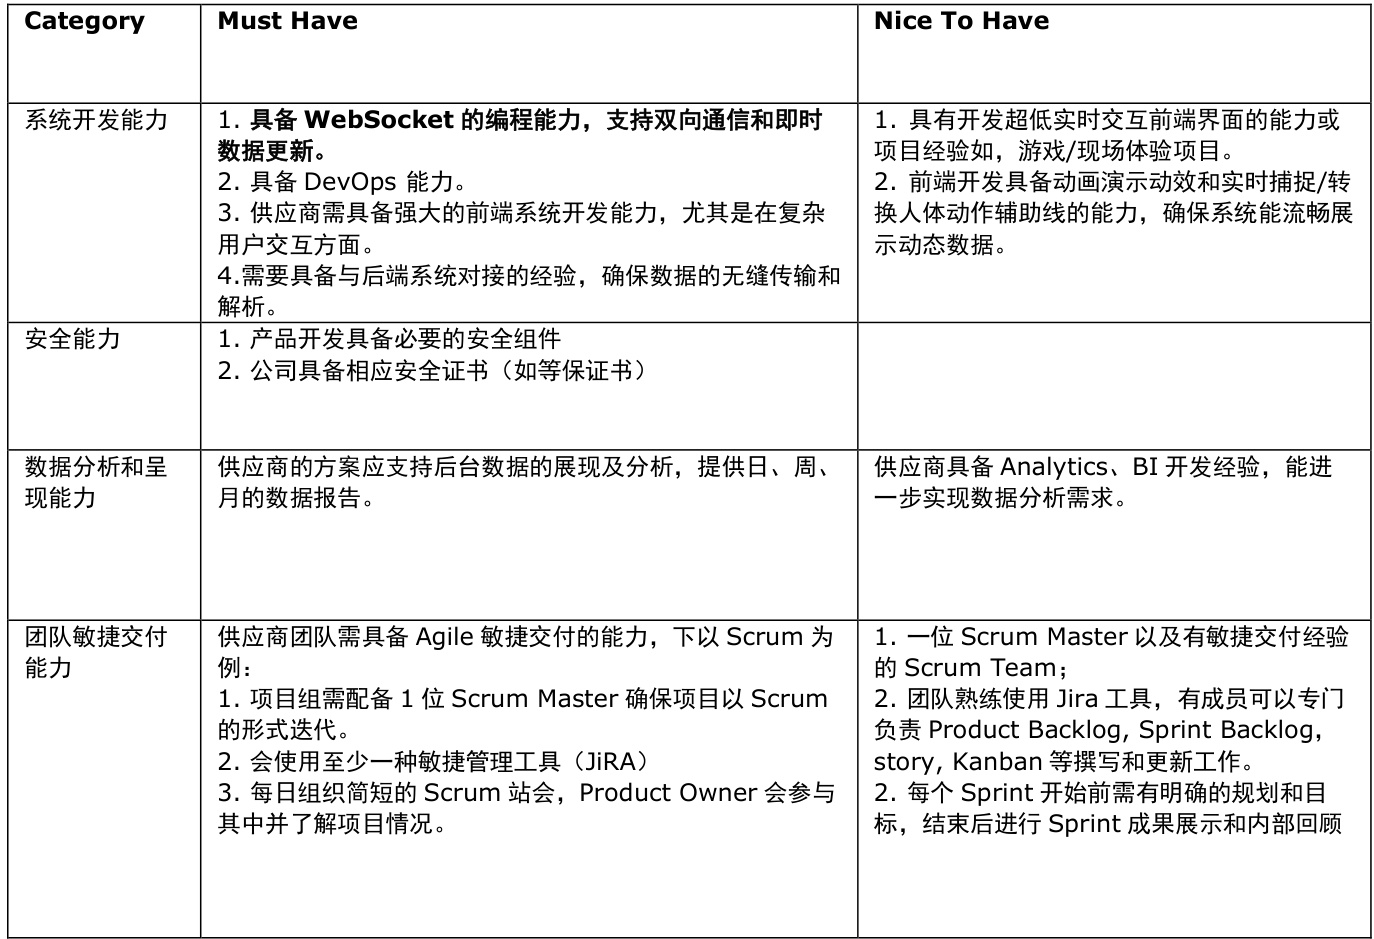 Category
Must Have
Nice To Have
系统开发能力
1. 具备 WebSocket 的编程能力，支持双向通信和即时
数据更新。
2. 具备 DevOps 能力。
3. 供应商需具备强大的前端系统开发能力，尤其是在复杂
用户交互方面。
4.需要具备与后端系统对接的经验，确保数据的无缝传输和
解析。
1. 具有开发超低实时交互前端界面的能力或
项目经验如，游戏/现场体验项目。
2. 前端开发具备动画演示动效和实时捕捉/转
换人体动作辅助线的能力，确保系统能流畅展
示动态数据。
安全能力
1. 产品开发具备必要的安全组件
2. 公司具备相应安全证书（如等保证书）
数据分析和呈
现能力
供应商的方案应支持后台数据的展现及分析，提供日、周、
月的数据报告。
供应商具备 Analytics、BI 开发经验，能进
一步实现数据分析需求。
团队敏捷交付
能力
供应商团队需具备 Agile 敏捷交付的能力，下以 Scrum 为
例：
1. 项目组需配备 1 位 Scrum Master 确保项目以 Scrum
的形式迭代。
2. 会使用至少一种敏捷管理工具（JiRA）
3. 每日组织简短的 Scrum 站会，Product Owner 会参与
其中并了解项目情况。
1. 一位 Scrum Master 以及有敏捷交付经验
的 Scrum Team；
2. 团队熟练使用 Jira 工具，有成员可以专门
负责 Product Backlog, Sprint Backlog，
story, Kanban 等撰写和更新工作。
2. 每个 Sprint 开始前需有明确的规划和目
标，结束后进行 Sprint 成果展示和内部回顾